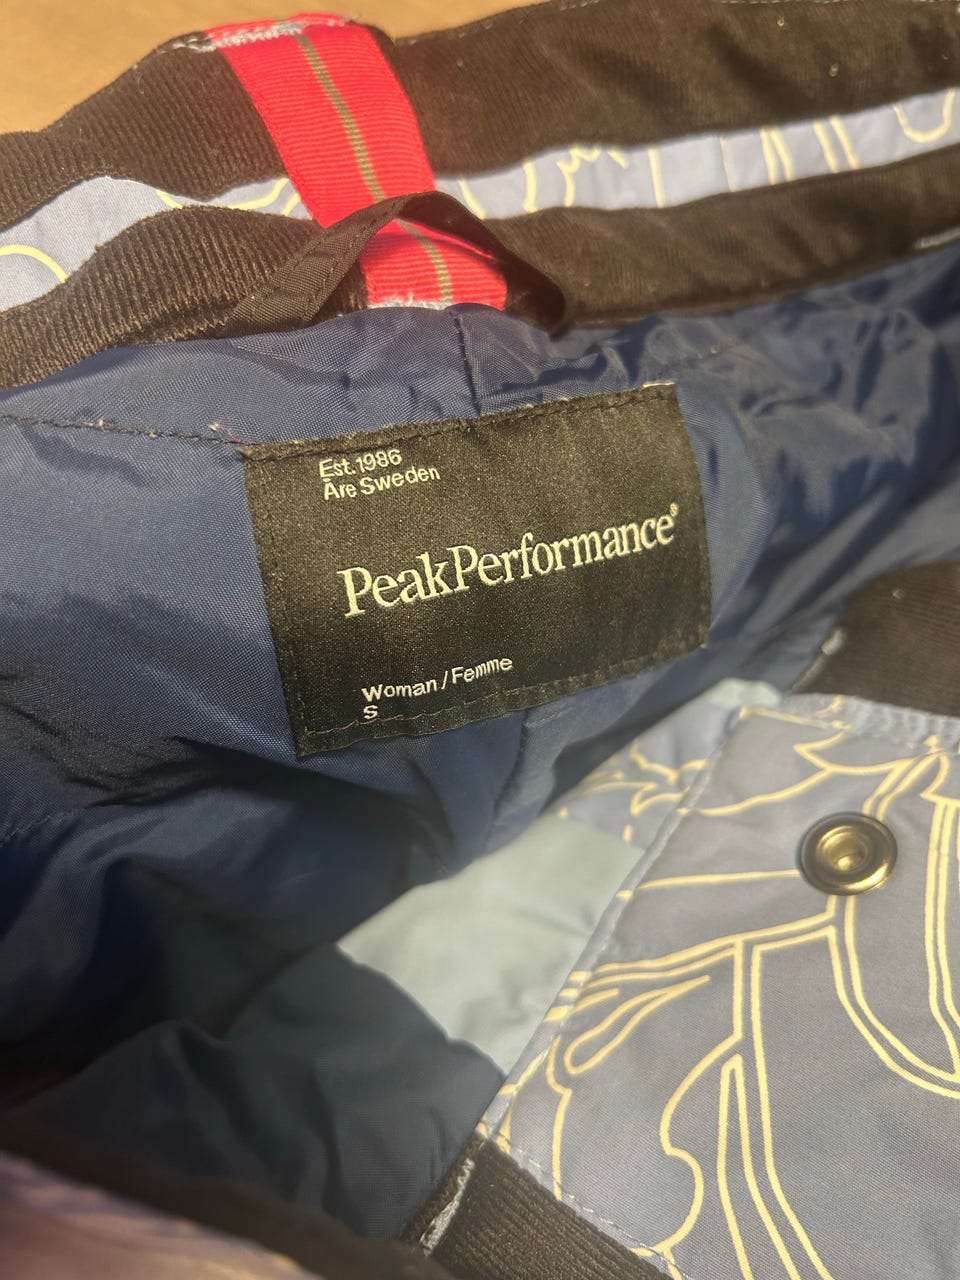 Est.1986
Åre Sweden
PeakPerformance®
Woman/Femme
S